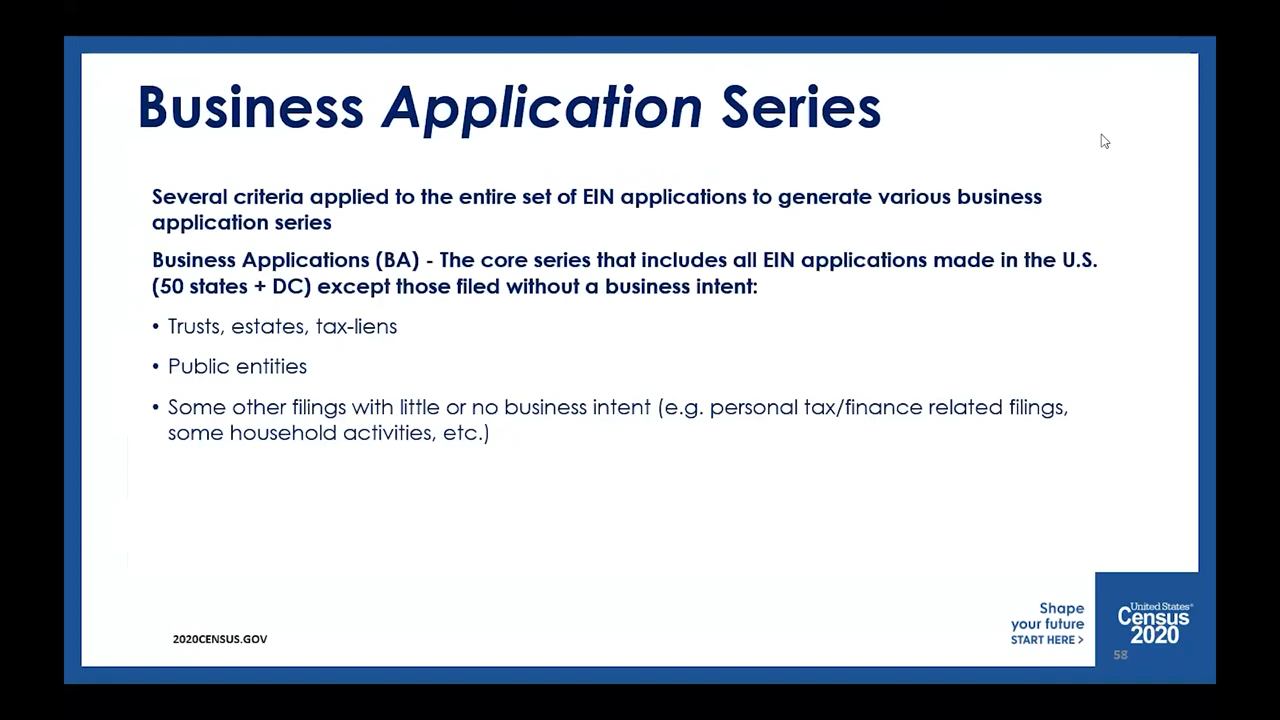 Business Application Series
Several criteria applied to the entire set of EIN applications to generate various business
application series
Business Applications (BA) - The core series that includes all EIN applications made in the U.S.
(50 states + DC) except those filed without a business intent:
• Trusts, estates, tax-liens
• Public entities
• Some other filings with little or no business intent (e.g. personal tax/finance related filings,
some household activities, etc.)
2020CENSUS.GOV
Shape
your future
START HERE >
United States®
Census
2020
58